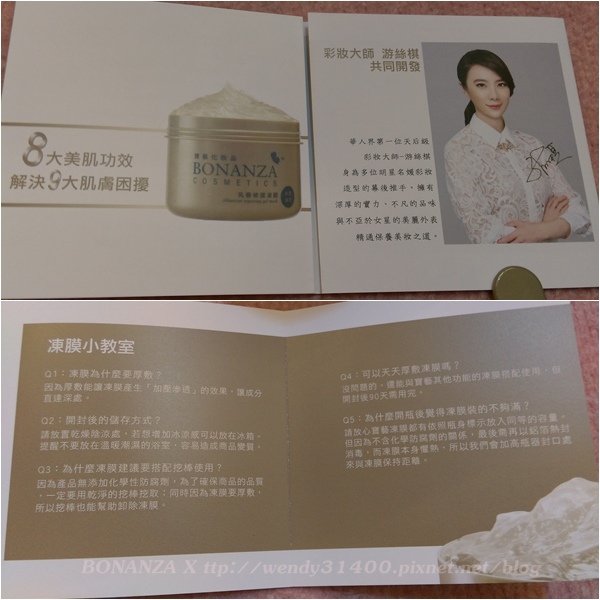 8大美肌功效
解決9大肌膚困擾
寶藝化粧品
BONANZA
COSMETICS
彩妝大師 游絲棋
共同開發
華人界第一位天后級
彩妝大師-游絲棋
身為多位明星名媛彩妝
造型的幕後推手。擁有
深厚的實力、不凡的品味
與不亞於女星的美麗外表
精通保養美妝之道。
凍膜小教室
Q1：凍膜為什麼要厚敷？
因為厚敷能讓凍膜產生「加壓滲透」的效果，讓成分
直達深處。
Q2：開封後的儲存方式？
請放置乾燥陰涼處，若想增加冰涼感可以放在冰箱。
提醒不要放在溫暖潮濕的浴室，容易造成商品變質。
Q3：為什麼凍膜建議要搭配挖棒使用？
因為產品無添加化學性防腐劑，為了確保商品的品質
，一定要用乾淨的挖棒挖取；同時因為凍膜要厚敷，
所以挖棒也能幫助卸除凍膜。
Q4：可以天天厚敷凍膜嗎？
沒問題的，還能與寶藝其他功能的凍膜搭配使用，但
開封後90天需用完。
Q5：為什麼開瓶後覺得凍膜裝的不夠滿？
請放心寶藝凍膜都有依照瓶身標示放入同等的容量，
但因為不含化學防腐劑的關係，最後需再以鋁箔熱封
消毒，而凍膜本身懼熱，所以我們會加高瓶器封口處
來與凍膜保持距離。
BONANZA X ttp://wendy31400.pixnet.net/blog